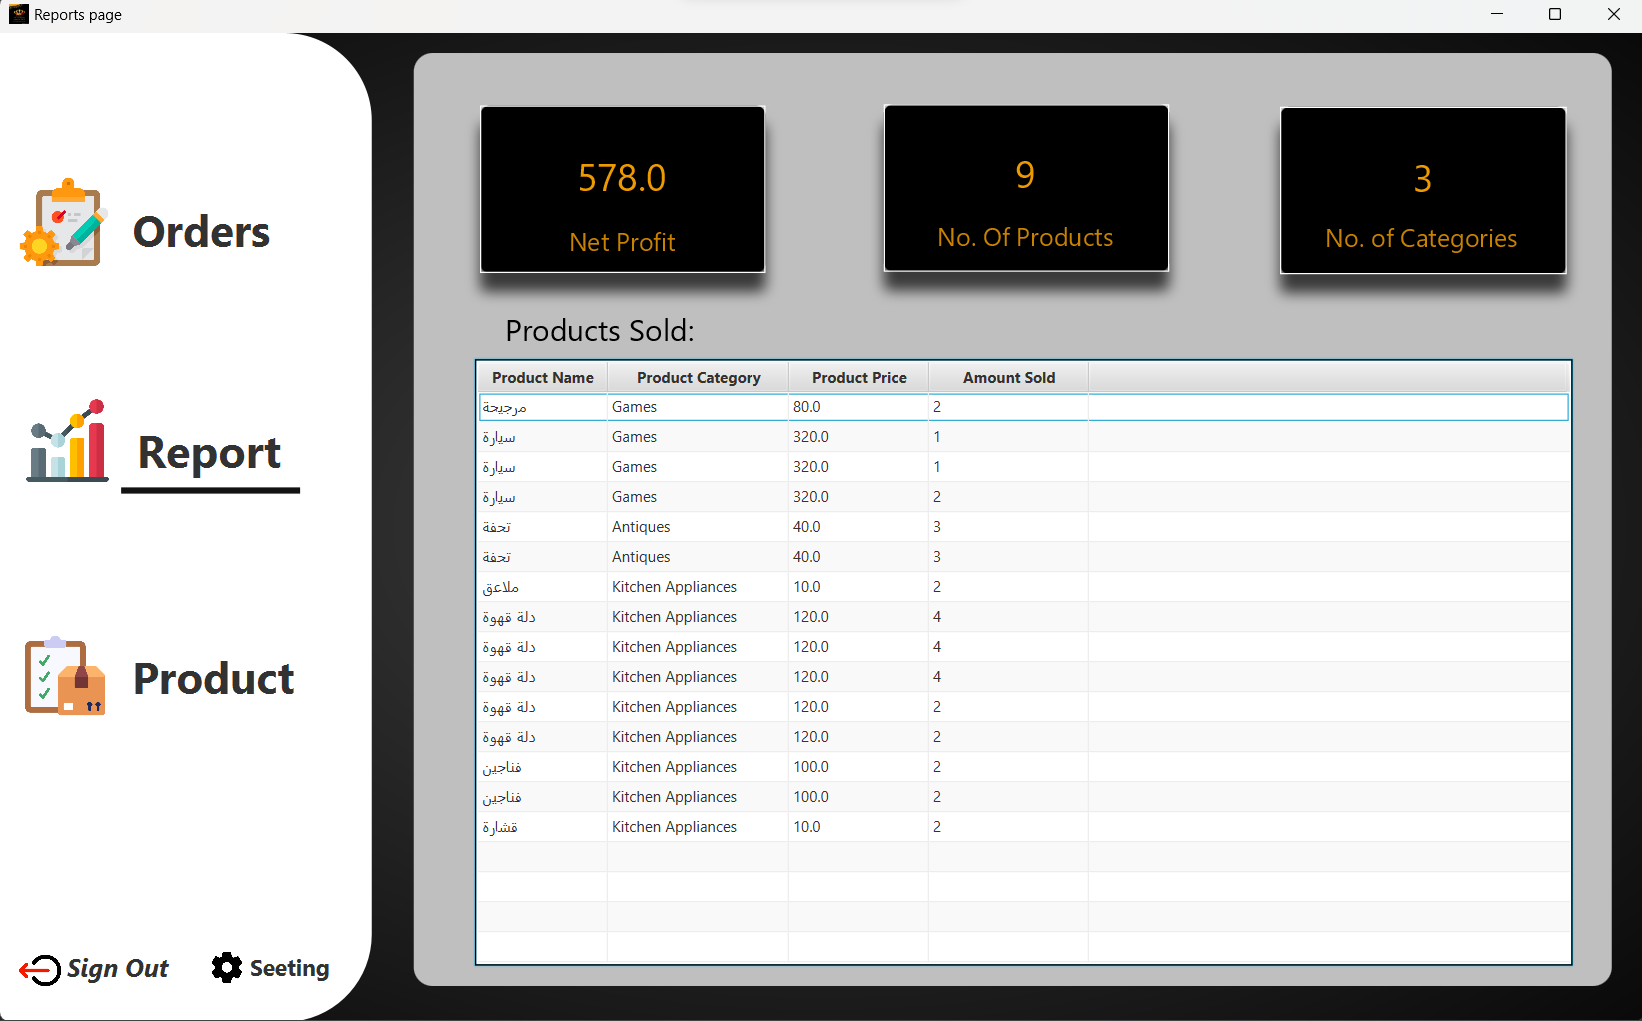 Reports page
Orders
Report
Product
Sign Out
Seeting
578.0
Net Profit
9
No. Of Products
3
No. of Categories
Products Sold:
Product Name Product Category Product Price Amount Sold
مرجيحة Games 80.0 2
سيارة Games 320.0 1
سيارة Games 320.0 1
سيارة Games 320.0 2
تحفة Antiques 40.0 3
تحفة Antiques 40.0 3
ملاعق Kitchen Appliances 10.0 2
دلة قهوة Kitchen Appliances 120.0 4
دلة قهوة Kitchen Appliances 120.0 4
دلة قهوة Kitchen Appliances 120.0 4
دلة قهوة Kitchen Appliances 120.0 2
دلة قهوة Kitchen Appliances 120.0 2
فناجين Kitchen Appliances 100.0 2
فناجين Kitchen Appliances 100.0 2
قشارة Kitchen Appliances 10.0 2